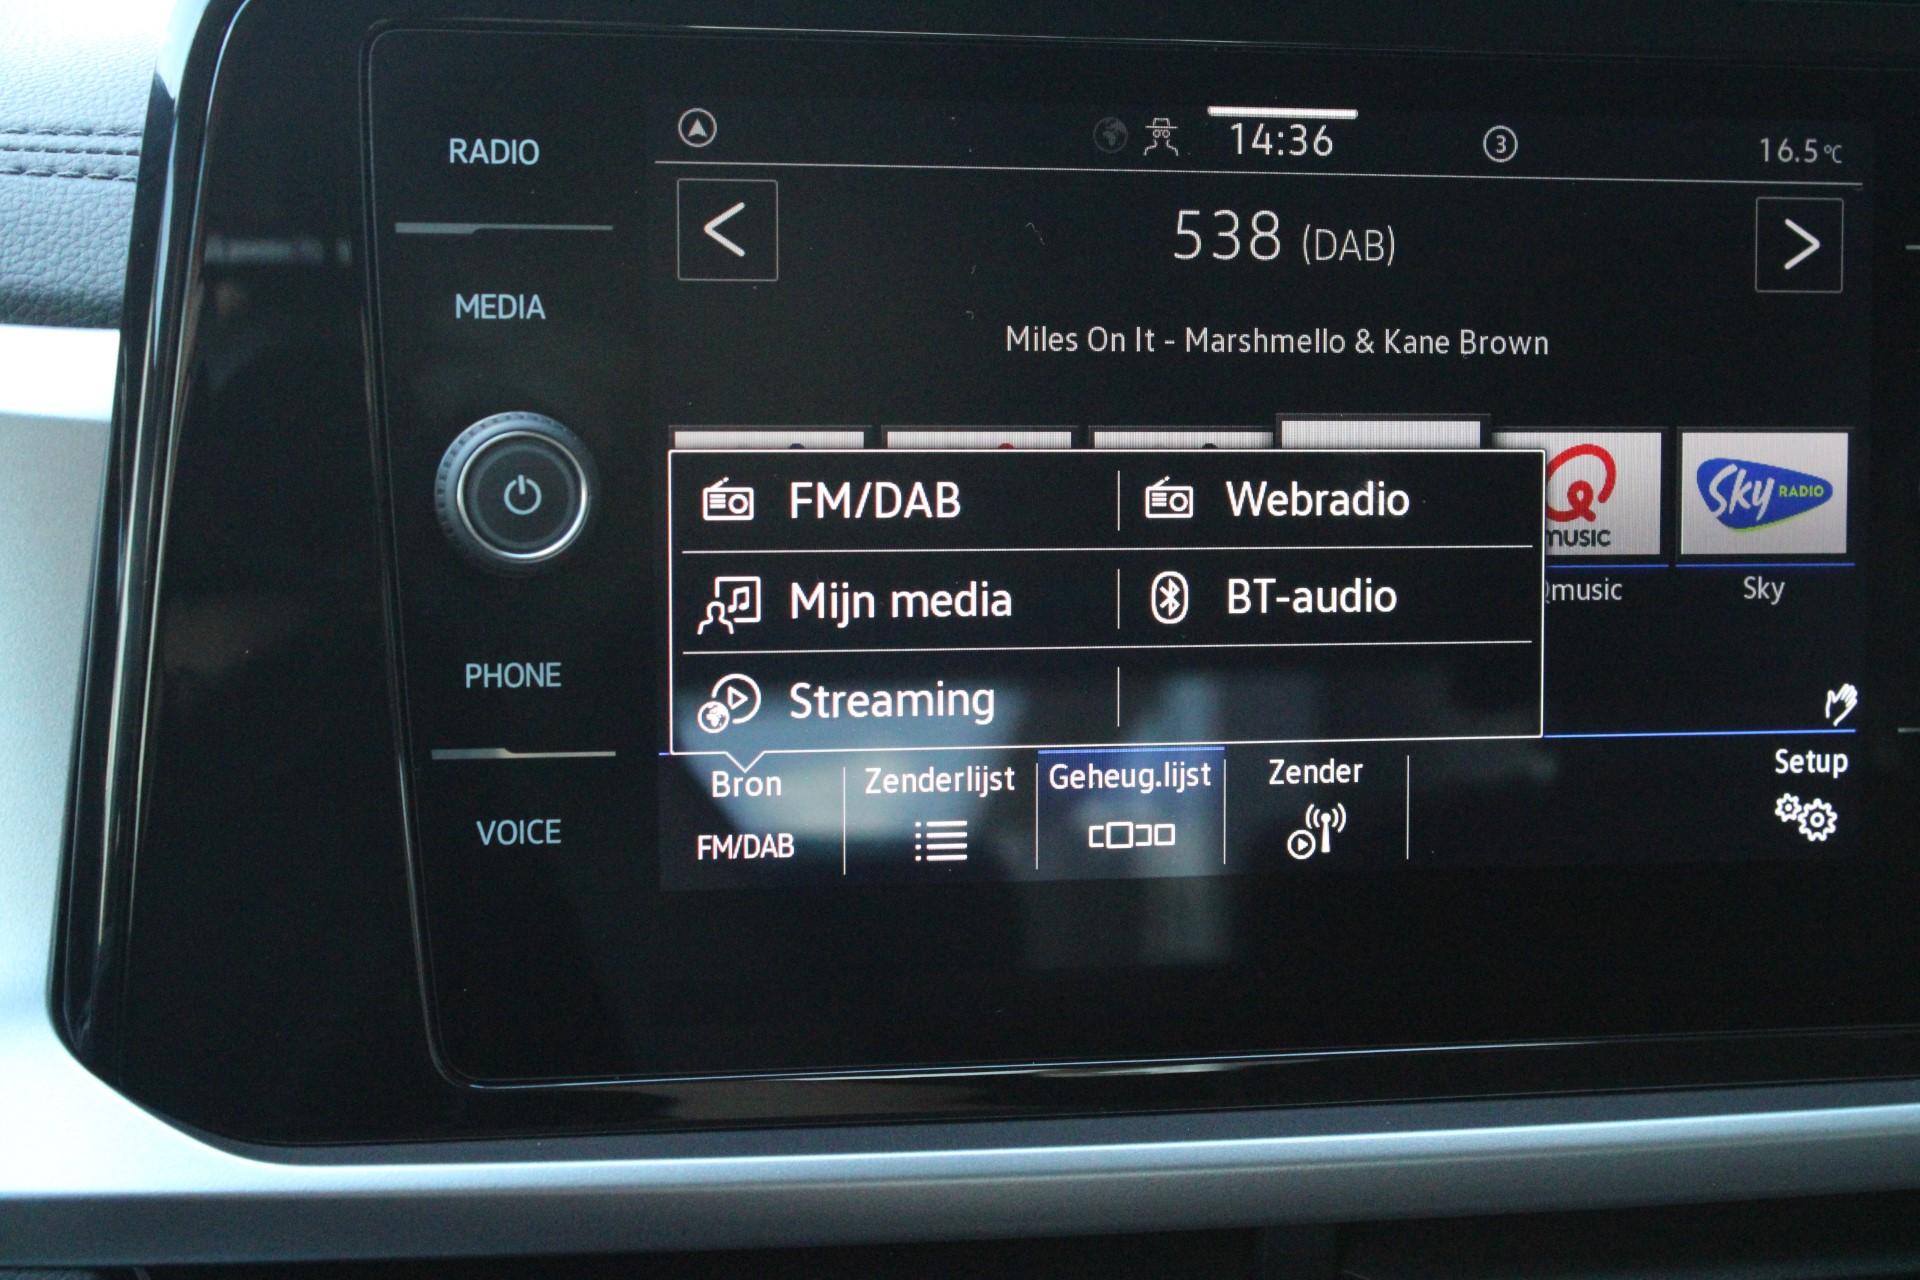 RADIO
MEDIA
PHONE
VOICE
14:36
3
16.5°C
538 (DAB)
Miles On It - Marshmello & Kane Brown
FM/DAB
Webradio
Mijn media
BT-audio
Streaming
music
Sky RADIO
Qmusic
Sky
Bron
FM/DAB
Zenderlijst
Geheug.lijst
Zender
Setup